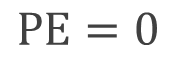 PE = 0